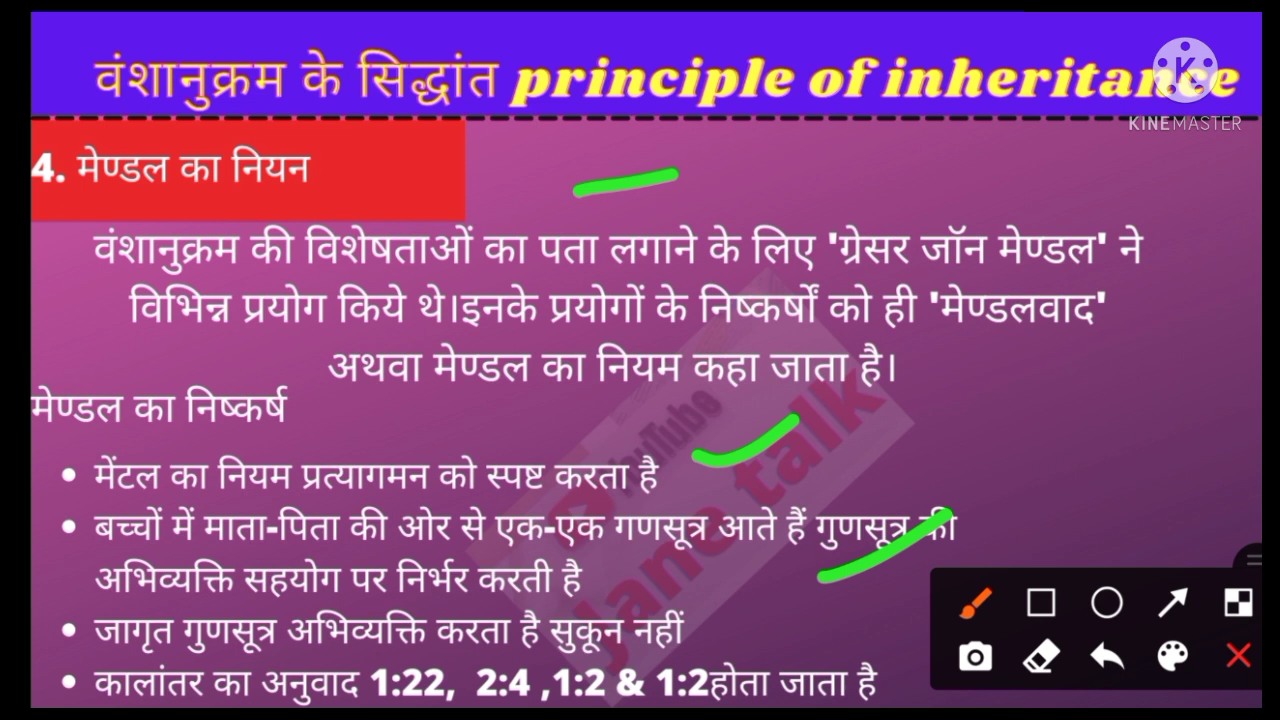 वंशानुक्रम के सिद्धांत principle of inheritance
KINEMASTER
4. मेण्डल का नियन
वंशानुक्रम की विशेषताओं का पता लगाने के लिए 'ग्रेसर जॉन मेण्डल' ने
विभिन्न प्रयोग किये थे।इनके प्रयोगों के निष्कर्षों को ही 'मेण्डलवाद'
अथवा मेण्डल का नियम कहा जाता है।
मेण्डल का निष्कर्ष
• मेंटल का नियम प्रत्यागमन को स्पष्ट करता है
• बच्चों में माता-पिता की ओर से एक-एक गणसूत्र आते हैं गुणसूत्र की
अभिव्यक्ति सहयोग पर निर्भर करती है
• जागृत गुणसूत्र अभिव्यक्ति करता है सुकून नहीं
• कालांतर का अनुवाद 1:22, 2:4 ,1:2 & 1:2होता जाता है
YouTube
Jane talk